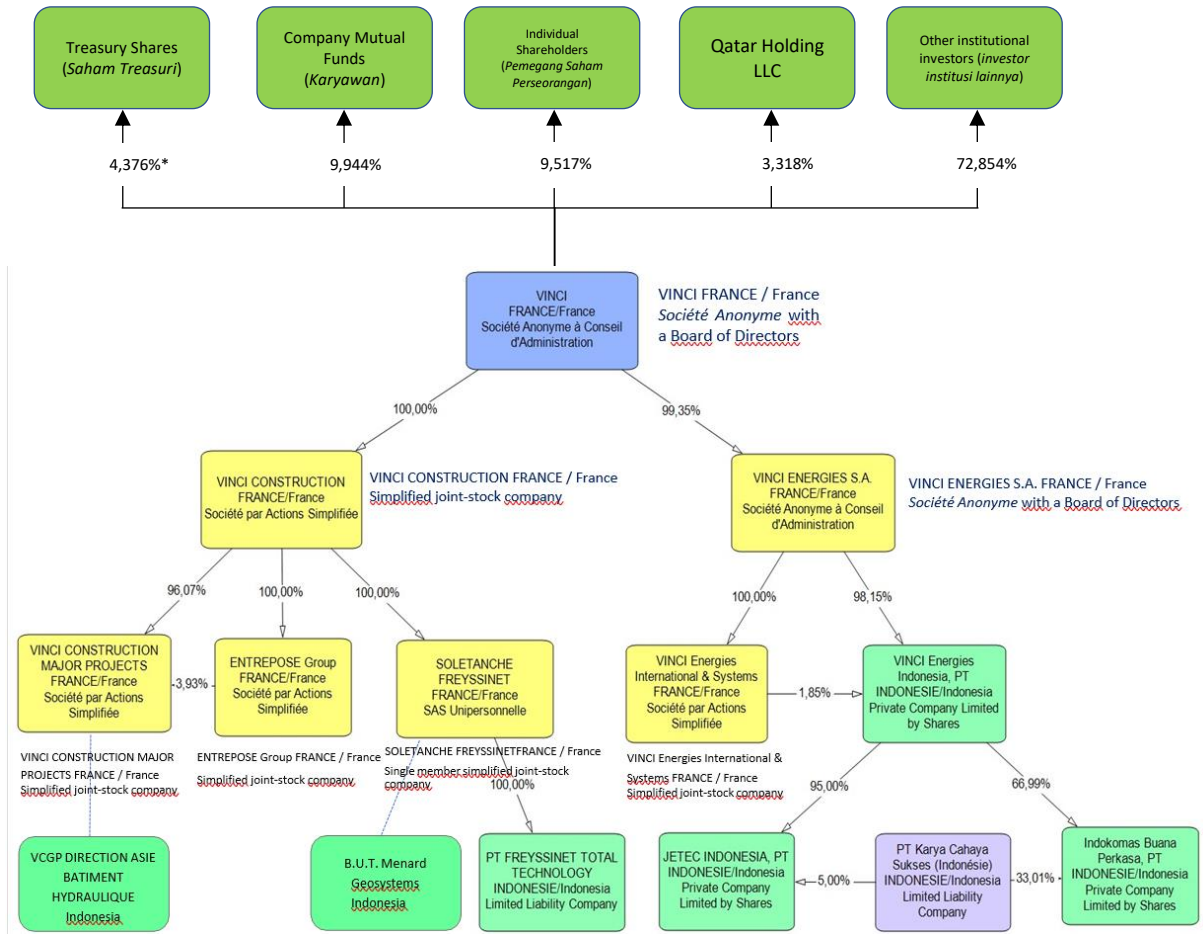 Treasury Shares
(Saham Treasuri)
Company Mutual
Funds
(Karyawan)
Individual
Shareholders
(Pemegang Saham
Perseorangan)
Qatar Holding
LLC
Other institutional
investors (investor
institusi lainnya)
4,376%*
9,944%
9,517%
3,318%
72,854%
VINCI
FRANCE/France
Société Anonyme à Conseil
d'Administration
VINCI FRANCE / France
Société Anonyme with
a Board of Directors
100,00%
99,35%
VINCI CONSTRUCTION
FRANCE/France
Société par Actions Simplifiée
VINCI CONSTRUCTION FRANCE / France
Simplified joint-stock company
VINCI ENERGIES S.A.
FRANCE/France
Société Anonyme à Conseil
d'Administration
VINCI ENERGIES S.A. FRANCE / France
Société Anonyme with a Board of Directors
96,07%
100,00%
100,00%
100,00%
98,15%
VINCI CONSTRUCTION
MAJOR PROJECTS
FRANCE/France
Société par Actions
Simplifiée
3,93%
ENTREPOSE Group
FRANCE/France
Société par Actions
Simplifiée
SOLETANCHE
FREYSSINET
FRANCE/France
SAS Unipersonnelle
VINCI Energies
International & Systems
FRANCE/France
Société par Actions
Simplifiée
1,85%
VINCI Energies
Indonesia, PT
INDONESIE/Indonesia
Private Company Limited
by Shares
VINCI CONSTRUCTION MAJOR
PROJECTS FRANCE / France
Simplified joint-stock company
ENTREPOSE Group FRANCE / France
Simplified joint-stock company
SOLETANCHE FREYSSINETFRANCE / France
Single member simplified joint-stock
company
VINCI Energies International &
Systems FRANCE / France
Simplified joint-stock company
100,00%
95,00%
66,99%
VCGP DIRECTION ASIE
BATIMENT
HYDRAULIQUE
Indonesia
B.U.T. Menard
Geosystems
Indonesia
PT FREYSSINET TOTAL
TECHNOLOGY
INDONESIE/Indonesia
Limited Liability Company
JETEC INDONESIA, PT
INDONESIE/Indonesia
Private Company
Limited by Shares
5,00%
PT Karya Cahaya
Sukses (Indonésie)
INDONESIE/Indonesia
Limited Liability
Company
33,01%
Indokomas Buana
Perkasa, PT
INDONESIE/Indonesia
Private Company
Limited by Shares